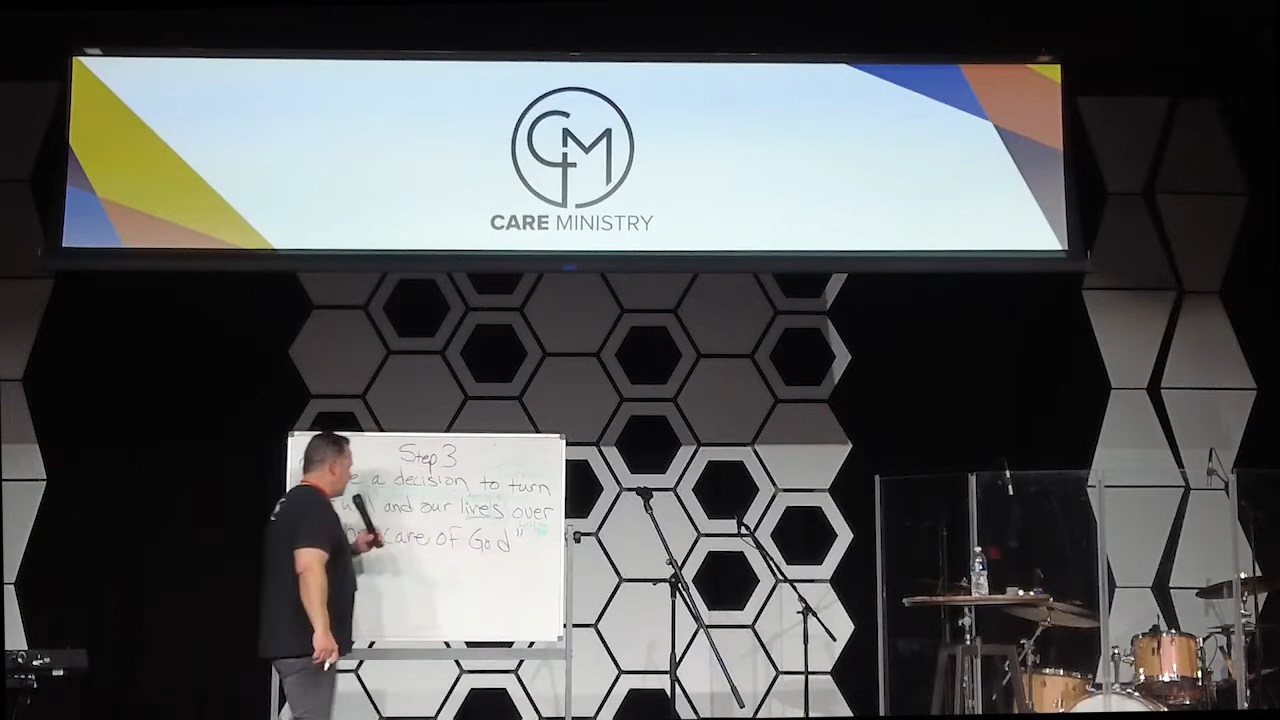 CM
CARE MINISTRY
Step 3
e a decision to turn
and our lives over
care of God"